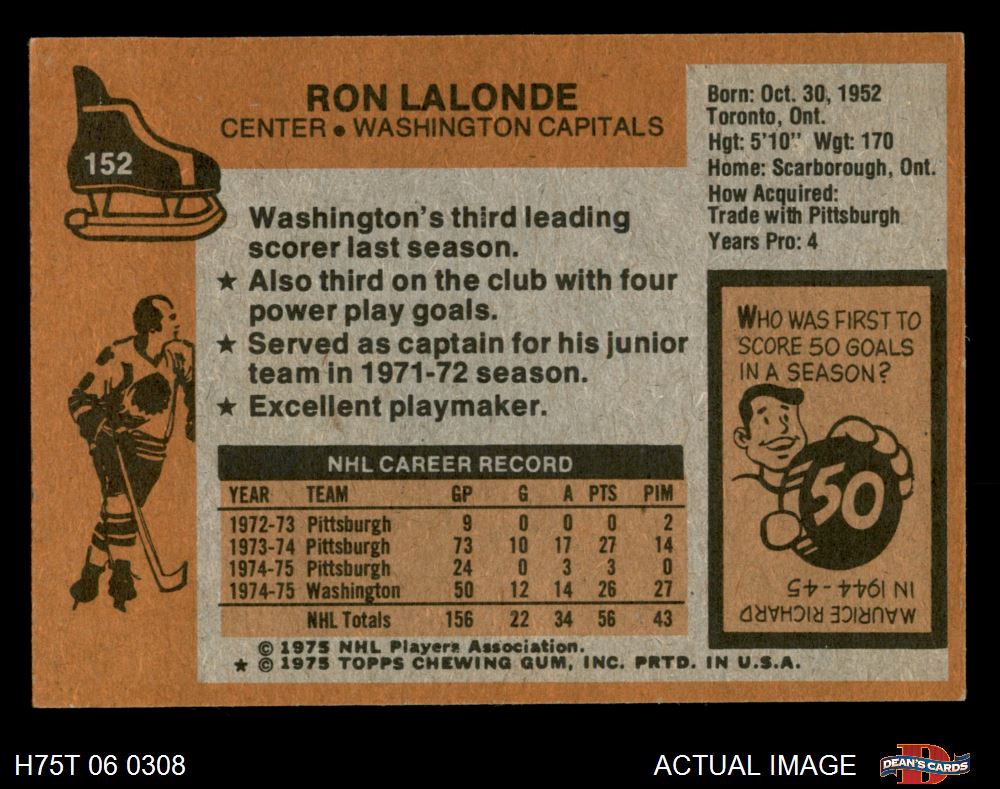 152
RON LALONDE
CENTER ● WASHINGTON CAPITALS
Born: Oct. 30, 1952
Toronto, Ont.
Hgt: 5'10" Wgt: 170
Home: Scarborough, Ont.
How Acquired:
Trade with Pittsburgh
Years Pro: 4
Washington's third leading
scorer last season.
★ Also third on the club with four
power play goals.
★ Served as captain for his junior
team in 1971-72 season.
★ Excellent playmaker.
WHO WAS FIRST TO
SCORE 50 GOALS
IN A SEASON?
50
MAURICE RICHARD
IN 1944-45
NHL CAREER RECORD
YEAR TEAM GP G A PTS PIM
1972-73 Pittsburgh 9 0 0 0 2
1973-74 Pittsburgh 73 10 17 27 14
1974-75 Pittsburgh 24 0 3 3 0
1974-75 Washington 50 12 14 26 27
NHL Totals 156 22 34 56 43
© 1975 NHL Players Association.
★ © 1975 TOPPS CHEWING GUM, INC. PRTD. IN U.S.A.
H75T 06 0308
ACTUAL IMAGE
D
DEAN'S CARDS